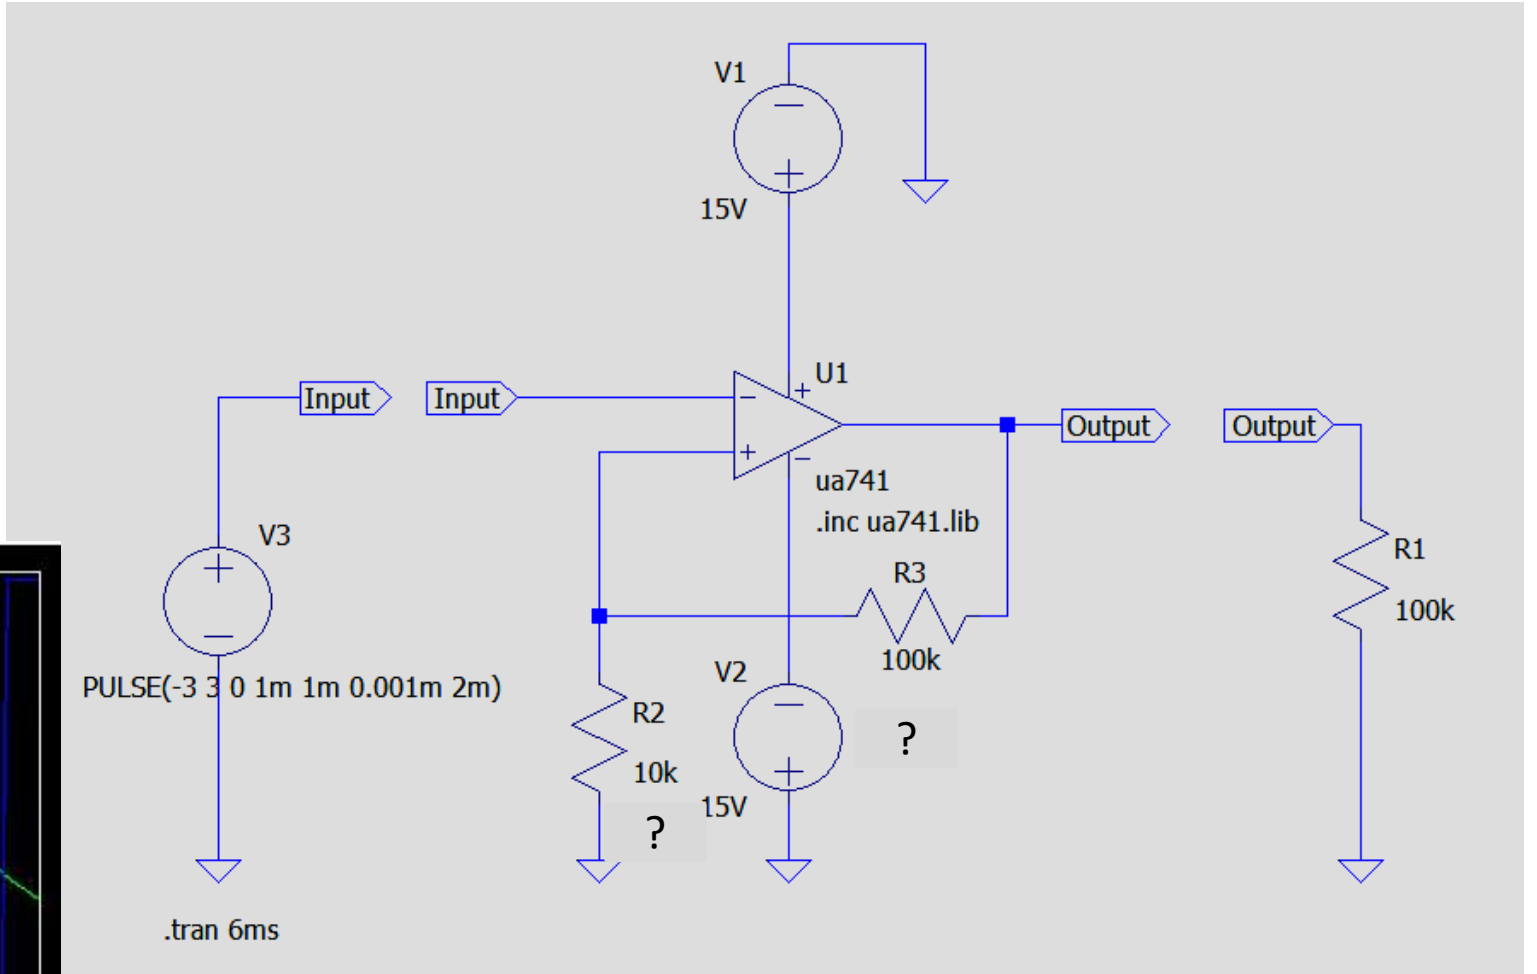 V1
15V
U1
Input
Input
Output
Output
ua741
.inc ua741.lib
V3
R1
R3
100k
100k
V2
PULSE(-3 3 0 1m 1m 0.001m 2m)
R2
?
10k
15V
?
.tran 6ms